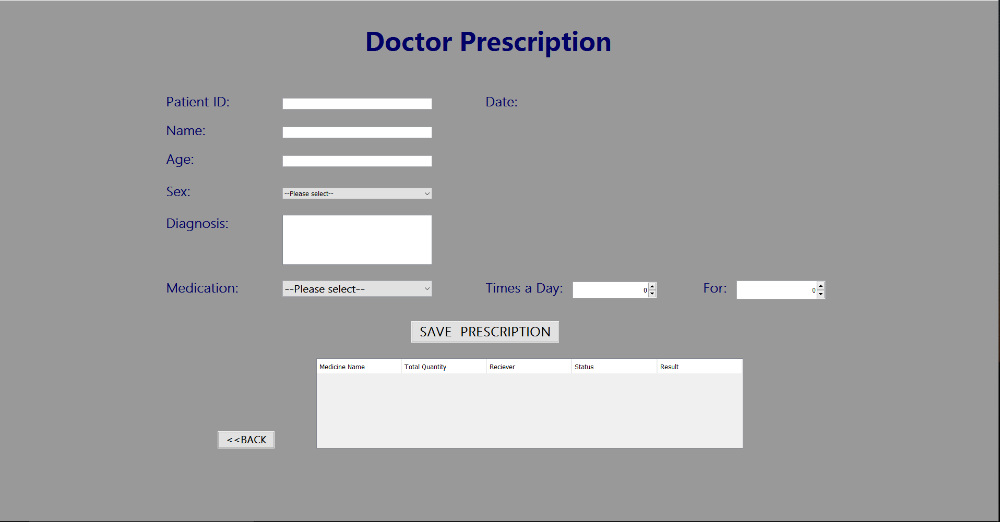 Doctor Prescription
Patient ID: Date:
Name:
Age:
Sex: --Please select--
Diagnosis:
Medication: --Please select-- Times a Day: 0 For: 0
SAVE PRESCRIPTION
Medicine Name Total Quantity Reciever Status Result
<<BACK